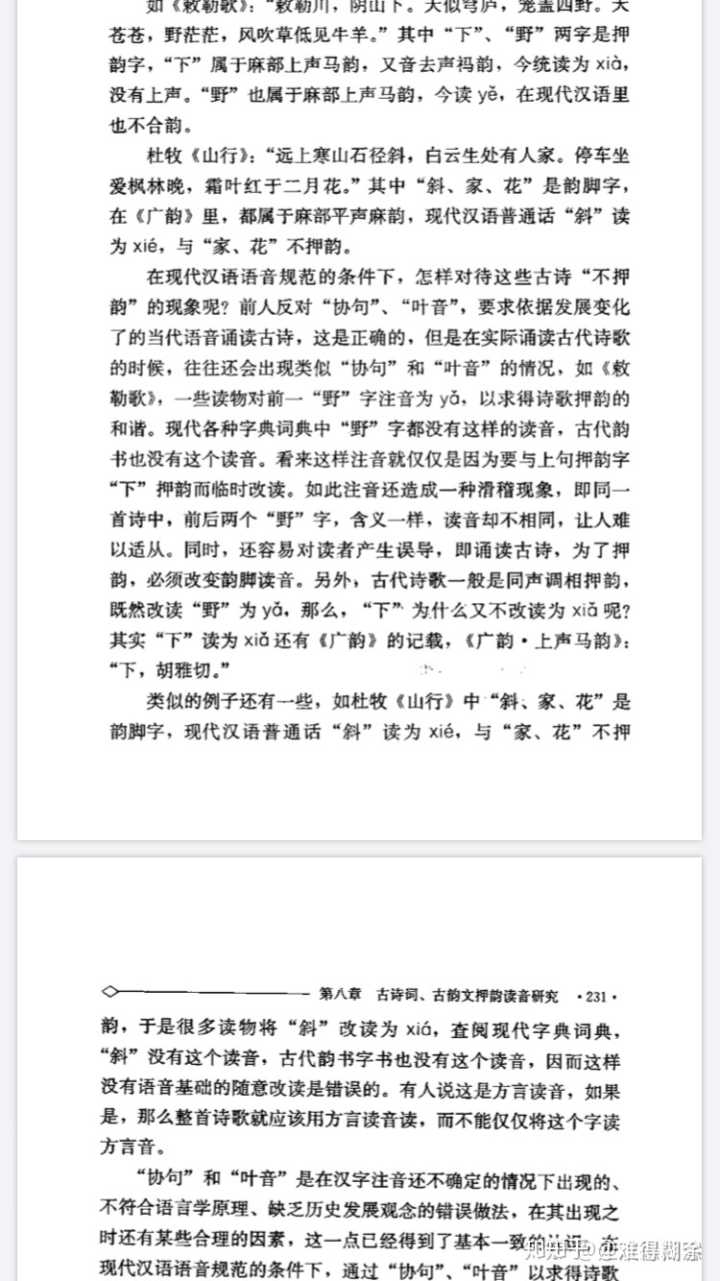 如《敕勒歌》：“敕勒川，阴山下。天似穹庐，笼盖四野。天
苍苍，野茫茫，风吹草低见牛羊。”其中“下”、“野”两字是押
韵字，“下”属于麻部上声马韵，又音去声祃韵，今统读为 xià，
没有上声。“野”也属于麻部上声马韵，今读 yě，在现代汉语里
也不合韵。
杜牧《山行》：“远上寒山石径斜，白云生处有人家。停车坐
爱枫林晚，霜叶红于二月花。”其中“斜、家、花”是韵脚字，
在《广韵》里，都属于麻部平声麻韵，现代汉语普通话“斜”读
为 xié，与“家、花”不押韵。
在现代汉语语音规范的条件下，怎样对待这些古诗“不押
韵”的现象呢？前人反对“协句”、“叶音”，要求依据发展变化
了的当代语音诵读古诗，这是正确的，但是在实际诵读古代诗歌
的时候，往往还会出现类似“协句”和“叶音”的情况，如《敕
勒歌》，一些读物对前一“野”字注音为 yǎ，以求得诗歌押韵的
和谐。现代各种字典词典中“野”字都没有这样的读音，古代韵
书也没有这个读音。看来这样注音就仅仅是因为要与上句押韵字
“下”押韵而临时改读。如此注音还造成一种滑稽现象，即同一
首诗中，前后两个“野”字，含义一样，读音却不相同，让人难
以适从。同时，还容易对读者产生误导，即诵读古诗，为了押
韵，必须改变韵脚读音。另外，古代诗歌一般是同声调相押韵，
既然改读“野”为 yǎ，那么，“下”为什么又不改读为 xiǎ 呢？
其实“下”读为 xiǎ 还有《广韵》的记载，《广韵·上声马韵》：
“下，胡雅切。”
类似的例子还有一些，如杜牧《山行》中“斜、家、花”是
韵脚字，现代汉语普通话“斜”读为 xié，与“家、花”不押
第八章 古诗词、古韵文押韵读音研究 ·231·
韵，于是很多读物将“斜”改读为 xiá，查阅现代字典词典，
“斜”没有这个读音，古代韵书字书也没有这个读音，因而这样
没有语音基础的随意改读是错误的。有人说这是方言读音，如果
是，那么整首诗歌就应该用方言读音读，而不能仅仅将这个字读
方言音。
“协句”和“叶音”是在汉字注音还不确定的情况下出现的、
不符合语言学原理、缺乏历史发展观念的错误做法，在其出现之
时还有某些合理的因素，这一点已经得到了基本一致的认识。在
现代汉语语音规范的条件下，通过“协句”、“叶音”以求得诗歌
知乎 @难得糊涂